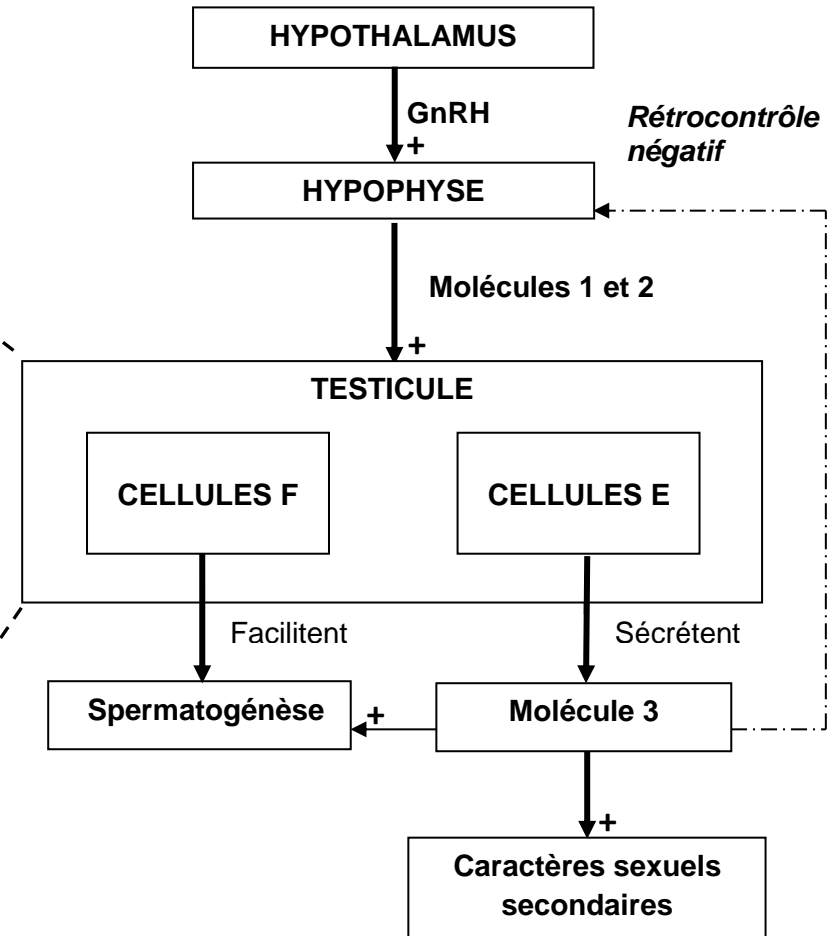 HYPOTHALAMUS
GnRH
+
Rétrocontrôle
négatif
HYPOPHYSE
Molécules 1 et 2
+
TESTICULE
CELLULES F
CELLULES E
Facilitent
Sécrétent
Spermatogénèse
+
Molécule 3
+
Caractères sexuels
secondaires